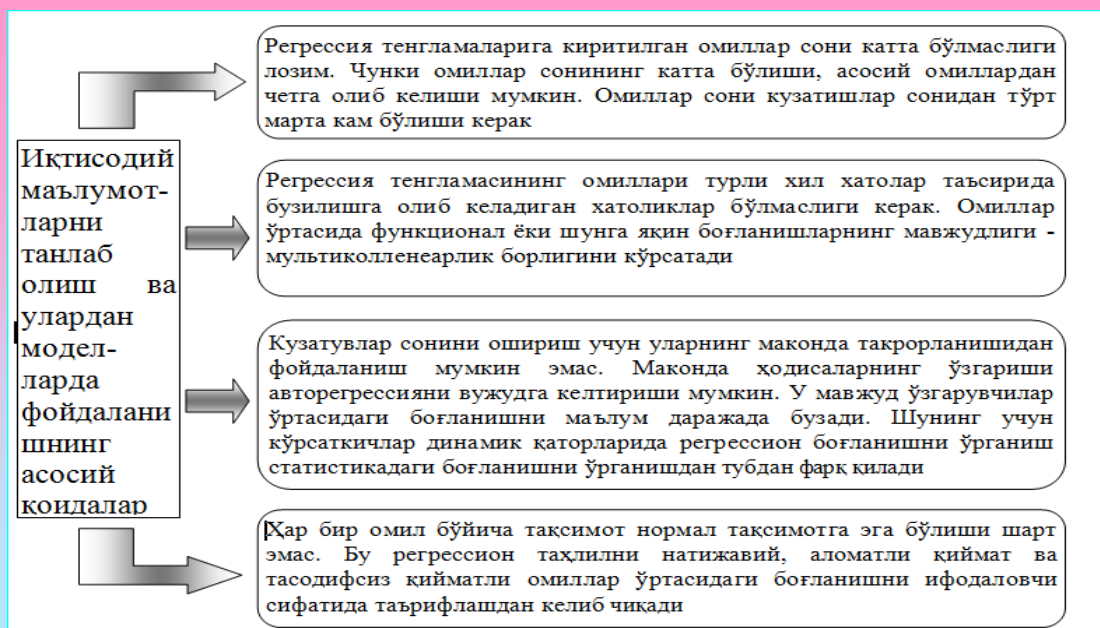 Регрессия тенгламаларига киритилган омиллар сони катта бўлмаслиги
лозим. Чунки омиллар сонининг катта бўлиши, асосий омиллардан
четга олиб келиши мумкин. Омиллар сони кузатишлар сонидан тўрт
марта кам бўлиши керак
Иқтисодий
маълумот-
ларни
танлаб
олиш ва
улардан
модел-
ларда
фойдалани
шнинг
асосий
қоидалар
Регрессия тенгламасининг омиллари турли хил хатолар таъсирида
бузилишга олиб келадиган хатоликлар бўлмаслиги керак. Омиллар
ўртасида функционал ёки шунга яқин боғланишларнинг мавжудлиги -
мультиколленеарлик борлигини кўрсатади
Кузатувлар сонини ошириш учун уларнинг маконда такрорланишидан
фойдаланиш мумкин эмас. Маконда ҳодисаларнинг ўзгариши
авторегрессияни вужудга келтириши мумкин. У мавжуд ўзгарувчилар
ўртасидаги боғланишни маълум даражада бузади. Шунинг учун
кўрсаткичлар динамик қаторларида регрессион боғланишни ўрганиш
статистикадаги боғланишни ўрганишдан тубдан фарқ қилади
Ҳар бир омил бўйича тақсимот нормал тақсимотга эга бўлиши шарт
эмас. Бу регрессион таҳлилни натижавий, аломатли қиймат ва
тасодифсиз қийматли омиллар ўртасидаги боғланишни ифодаловчи
сифатида таърифлашдан келиб чиқади